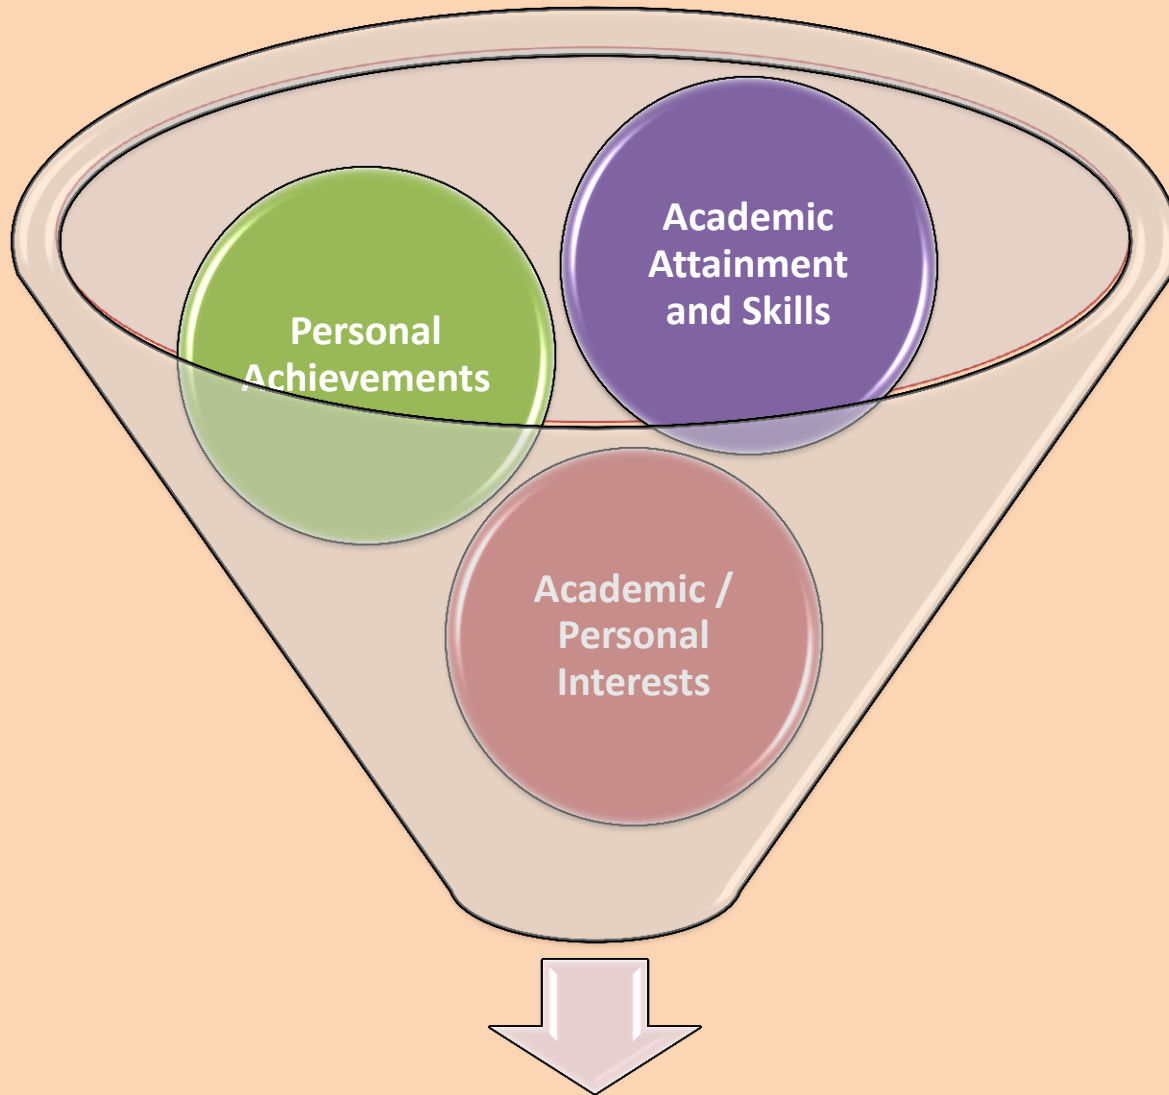 Academic
Attainment
and Skills
Personal
Achievements
Academic /
Personal
Interests